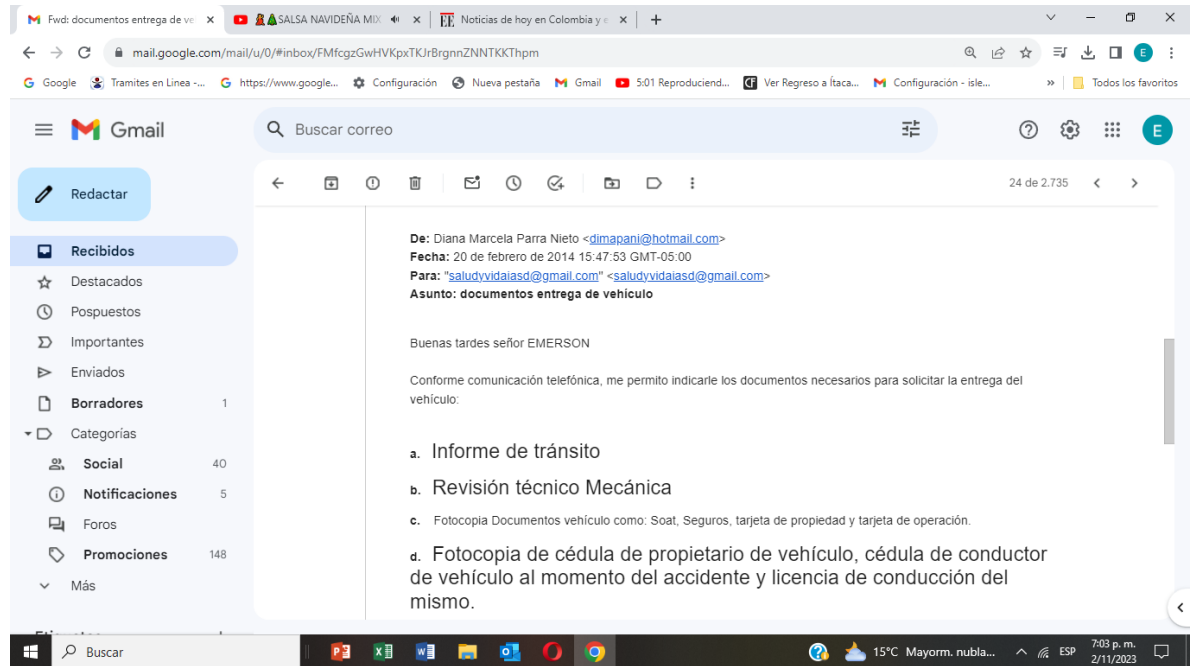 Fwd: documentos entrega de ve
SALSA NAVIDEÑA MIX
Noticias de hoy en Colombia y e
mail.google.com/mail/u/0/#inbox/FMfcgzGwHVKpxTKJrBrgnnZNNTKKThpm
E
Google
Tramites en Linea -...
https://www.google...
Configuración
Nueva pestaña
Gmail
5:01 Reproduciend...
Ver Regreso a Ítaca...
Configuración - isle...
»
Todos los favoritos
Gmail
Buscar correo
E
Redactar
24 de 2.735
Recibidos
Destacados
Pospuestos
Importantes
Enviados
Borradores 1
Categorías
Social 40
Notificaciones 5
Foros
Promociones 148
Más
De: Diana Marcela Parra Nieto <dimapani@hotmail.com>
Fecha: 20 de febrero de 2014 15:47:53 GMT-05:00
Para: "saludyvidaiasd@gmail.com" <saludyvidaiasd@gmail.com>
Asunto: documentos entrega de vehículo
Buenas tardes señor EMERSON
Conforme comunicación telefónica, me permito indicarle los documentos necesarios para solicitar la entrega del
vehículo:
a. Informe de tránsito
b. Revisión técnico Mecánica
c. Fotocopia Documentos vehículo como: Soat, Seguros, tarjeta de propiedad y tarjeta de operación.
d. Fotocopia de cédula de propietario de vehículo, cédula de conductor
de vehículo al momento del accidente y licencia de conducción del
mismo.
Buscar
15°C Mayorm. nubla...
ESP
7:03 p. m.
2/11/2023